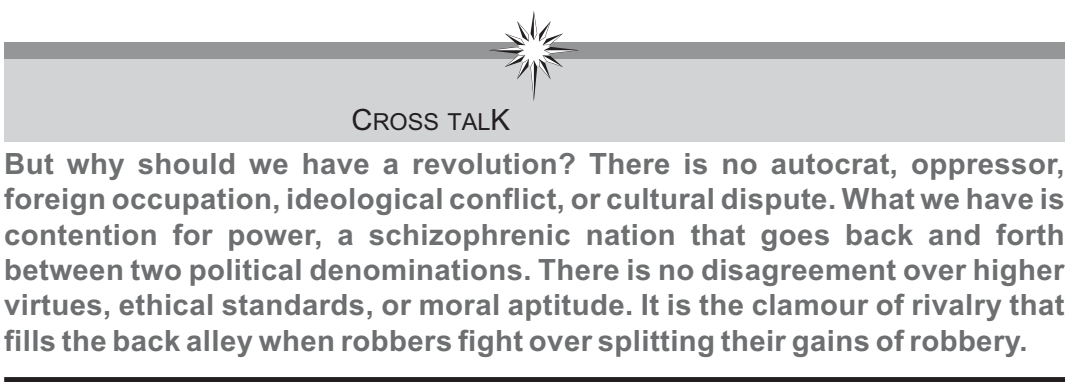 CROSS TALK
But why should we have a revolution? There is no autocrat, oppressor,
foreign occupation, ideological conflict, or cultural dispute. What we have is
contention for power, a schizophrenic nation that goes back and forth
between two political denominations. There is no disagreement over higher
virtues, ethical standards, or moral aptitude. It is the clamour of rivalry that
fills the back alley when robbers fight over splitting their gains of robbery.